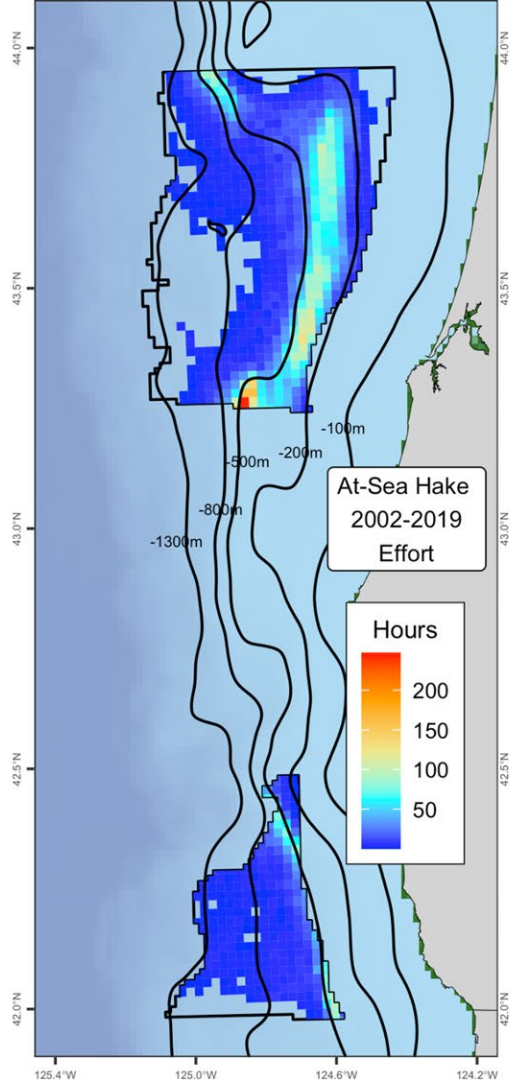 44.0°N
44.0°N
43.5°N
43.5°N
-100m
-200m
-500m
At-Sea Hake
2002-2019
Effort
-800m
43.0°N
43.0°N
-1300m
Hours
200
150
100
50
42.5°N
42.5°N
42.0°N
42.0°N
125.4°W
125.0°W
124.6°W
124.2°W